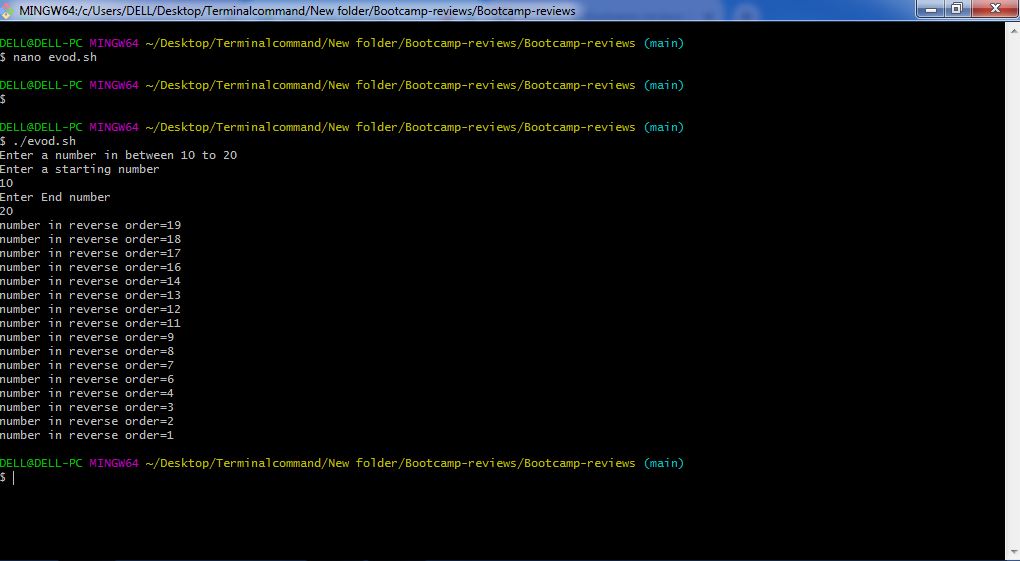 MINGW64:/c/Users/DELL/Desktop/Terminalcommand/New folder/Bootcamp-reviews/Bootcamp-reviews
DELL@DELL-PC MINGW64 ~/Desktop/Terminalcommand/New folder/Bootcamp-reviews/Bootcamp-reviews (main)
$ nano evod.sh
DELL@DELL-PC MINGW64 ~/Desktop/Terminalcommand/New folder/Bootcamp-reviews/Bootcamp-reviews (main)
$
DELL@DELL-PC MINGW64 ~/Desktop/Terminalcommand/New folder/Bootcamp-reviews/Bootcamp-reviews (main)
$ ./evod.sh
Enter a number in between 10 to 20
Enter a starting number
10
Enter End number
20
number in reverse order=19
number in reverse order=18
number in reverse order=17
number in reverse order=16
number in reverse order=14
number in reverse order=13
number in reverse order=12
number in reverse order=11
number in reverse order=9
number in reverse order=8
number in reverse order=7
number in reverse order=6
number in reverse order=4
number in reverse order=3
number in reverse order=2
number in reverse order=1
DELL@DELL-PC MINGW64 ~/Desktop/Terminalcommand/New folder/Bootcamp-reviews/Bootcamp-reviews (main)
$